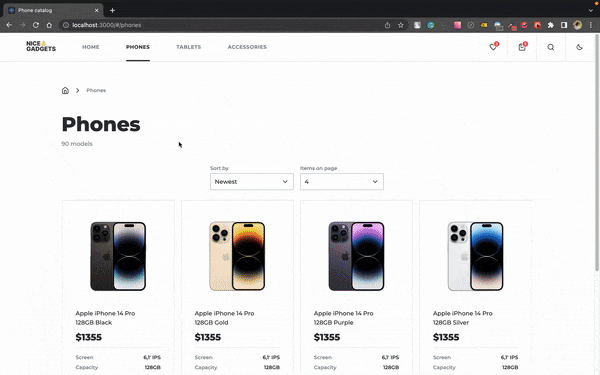 Phone catalog
localhost:3000/#/phones
NICE
GADGETS
HOME
PHONES
TABLETS
ACCESSORIES
Phones
Phones
90 models
Sort by
Items on page
Newest
4
Apple iPhone 14 Pro
128GB Black
$1355
Screen 6,1' IPS
Capacity 128GB
Apple iPhone 14 Pro
128GB Gold
$1355
Screen 6,1' IPS
Capacity 128GB
Apple iPhone 14 Pro
128GB Purple
$1355
Screen 6,1' IPS
Capacity 128GB
Apple iPhone 14 Pro
128GB Silver
$1355
Screen 6,1' IPS
Capacity 128GB